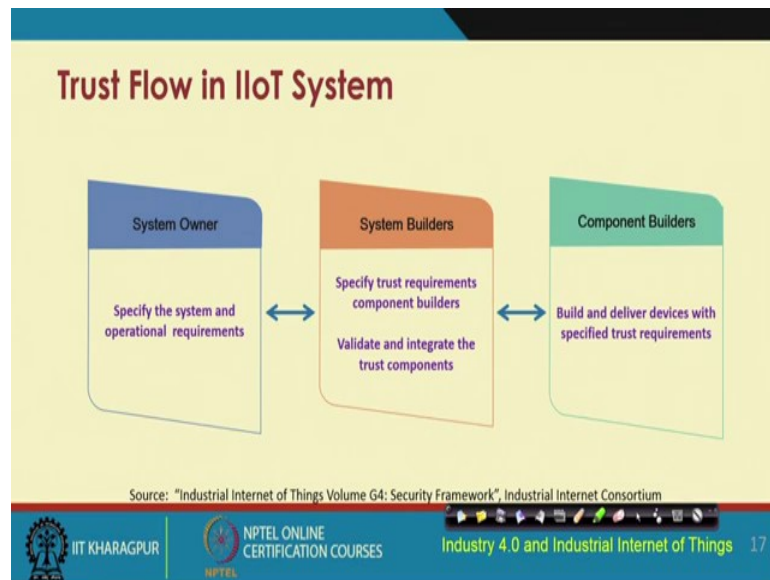 Trust Flow in IIoT System
System Owner
Specify the system and
operational requirements
System Builders
Specify trust requirements
component builders
Validate and integrate the
trust components
Component Builders
Build and deliver devices with
specified trust requirements
Source: "Industrial Internet of Things Volume G4: Security Framework", Industrial Internet Consortium
IIT KHARAGPUR
NPTEL
NPTEL ONLINE
CERTIFICATION COURSES
Industry 4.0 and Industrial Internet of Things
17